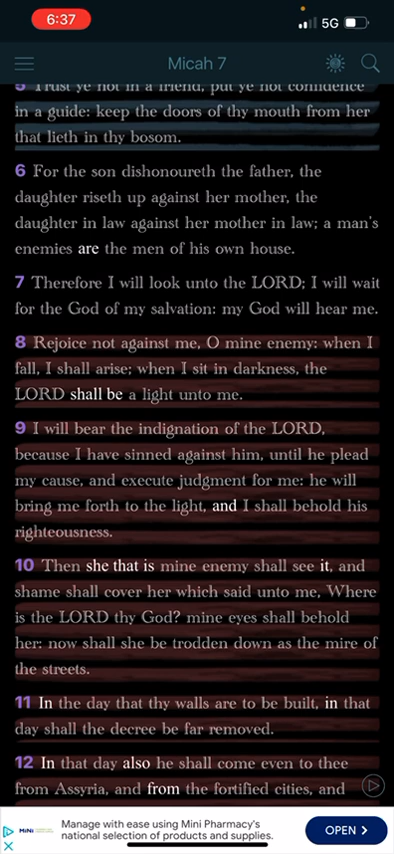 6:37
5G
Micah 7
5 Trust ye not in a friend, put ye not confidence
in a guide: keep the doors of thy mouth from her
that lieth in thy bosom.
6 For the son dishonoureth the father, the
daughter riseth up against her mother, the
daughter in law against her mother in law; a man's
enemies are the men of his own house.
7 Therefore I will look unto the LORD; I will wait
for the God of my salvation: my God will hear me.
8 Rejoice not against me, O mine enemy: when I
fall, I shall arise; when I sit in darkness, the
LORD shall be a light unto me.
9 I will bear the indignation of the LORD,
because I have sinned against him, until he plead
my cause, and execute judgment for me: he will
bring me forth to the light, and I shall behold his
righteousness.
10 Then she that is mine enemy shall see it, and
shame shall cover her which said unto me, Where
is the LORD thy God? mine eyes shall behold
her: now shall she be trodden down as the mire of
the streets.
11 In the day that thy walls are to be built, in that
day shall the decree be far removed.
12 In that day also he shall come even to thee
from Assyria, and from the fortified cities, and
MiNi
Manage with ease using Mini Pharmacy's
national selection of products and supplies.
OPEN >